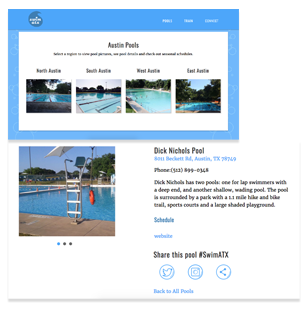 SWIM ATX
POOLS TEAM CONTACT
Austin Pools
Select a region to view pool pictures, see pool details and check out seasonal schedules.
North Austin South Austin West Austin East Austin
Dick Nichols Pool
8011 Beckett Rd, Austin, TX 78749
Phone:(512) 899-0348
Dick Nichols has two pools: one for lap swimmers with
a deep end, and another shallow, wading pool. The pool
is surrounded by a park with a 1.1 mile hike and bike
trail, sports courts and a large shaded playground.
Schedule
website
Share this pool #SwimATX
Back to All Pools